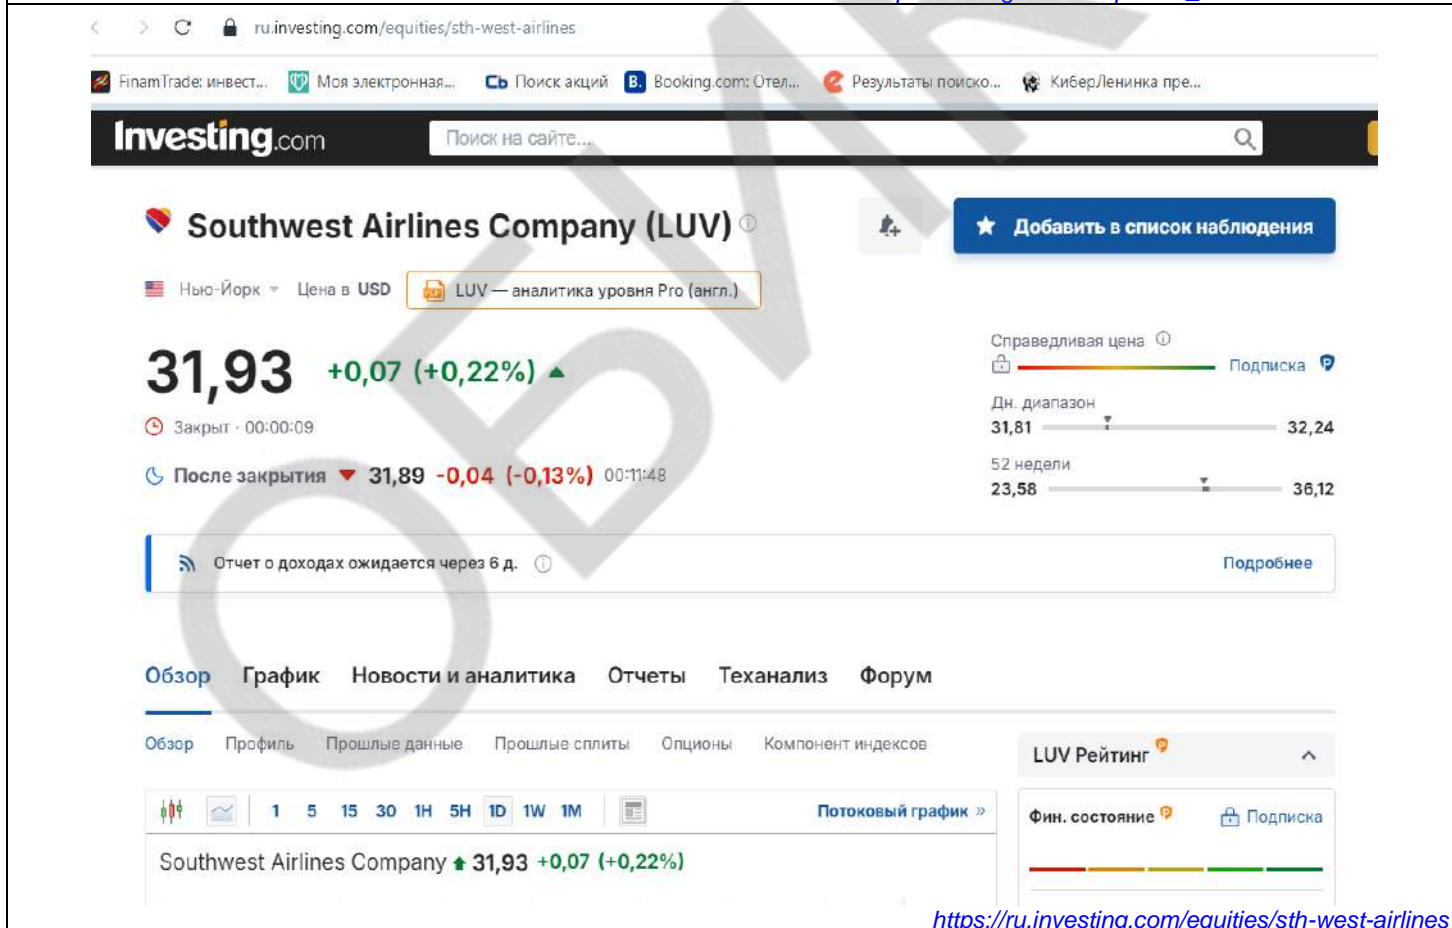 ru.investing.com/equities/sth-west-airlines
FinamTrade: инвест... Моя электронная... Сb Поиск акций B. Booking.com: Отел... Результаты поиско... КиберЛенинка пре...
Investing.com Поиск на сайте...
Southwest Airlines Company (LUV)
Добавить в список наблюдения
Нью-Йорк Цена в USD LUV — аналитика уровня Pro (англ.)
31,93 +0,07 (+0,22%)
Закрыт · 00:00:09
После закрытия 31,89 -0,04 (-0,13%) 00:11:48
Справедливая цена
Подписка
Дн. диапазон
31,81 32,24
52 недели
23,58 36,12
Отчет о доходах ожидается через 6 д. Подробнее
Обзор График Новости и аналитика Отчеты Теханализ Форум
Обзор Профиль Прошлые данные Прошлые сплиты Опционы Компонент индексов
LUV Рейтинг
1 5 15 30 1H 5H 1D 1W 1M Потоковый график »
Фин. состояние Подписка
Southwest Airlines Company 31,93 +0,07 (+0,22%)
https://ru.investing.com/equities/sth-west-airlines